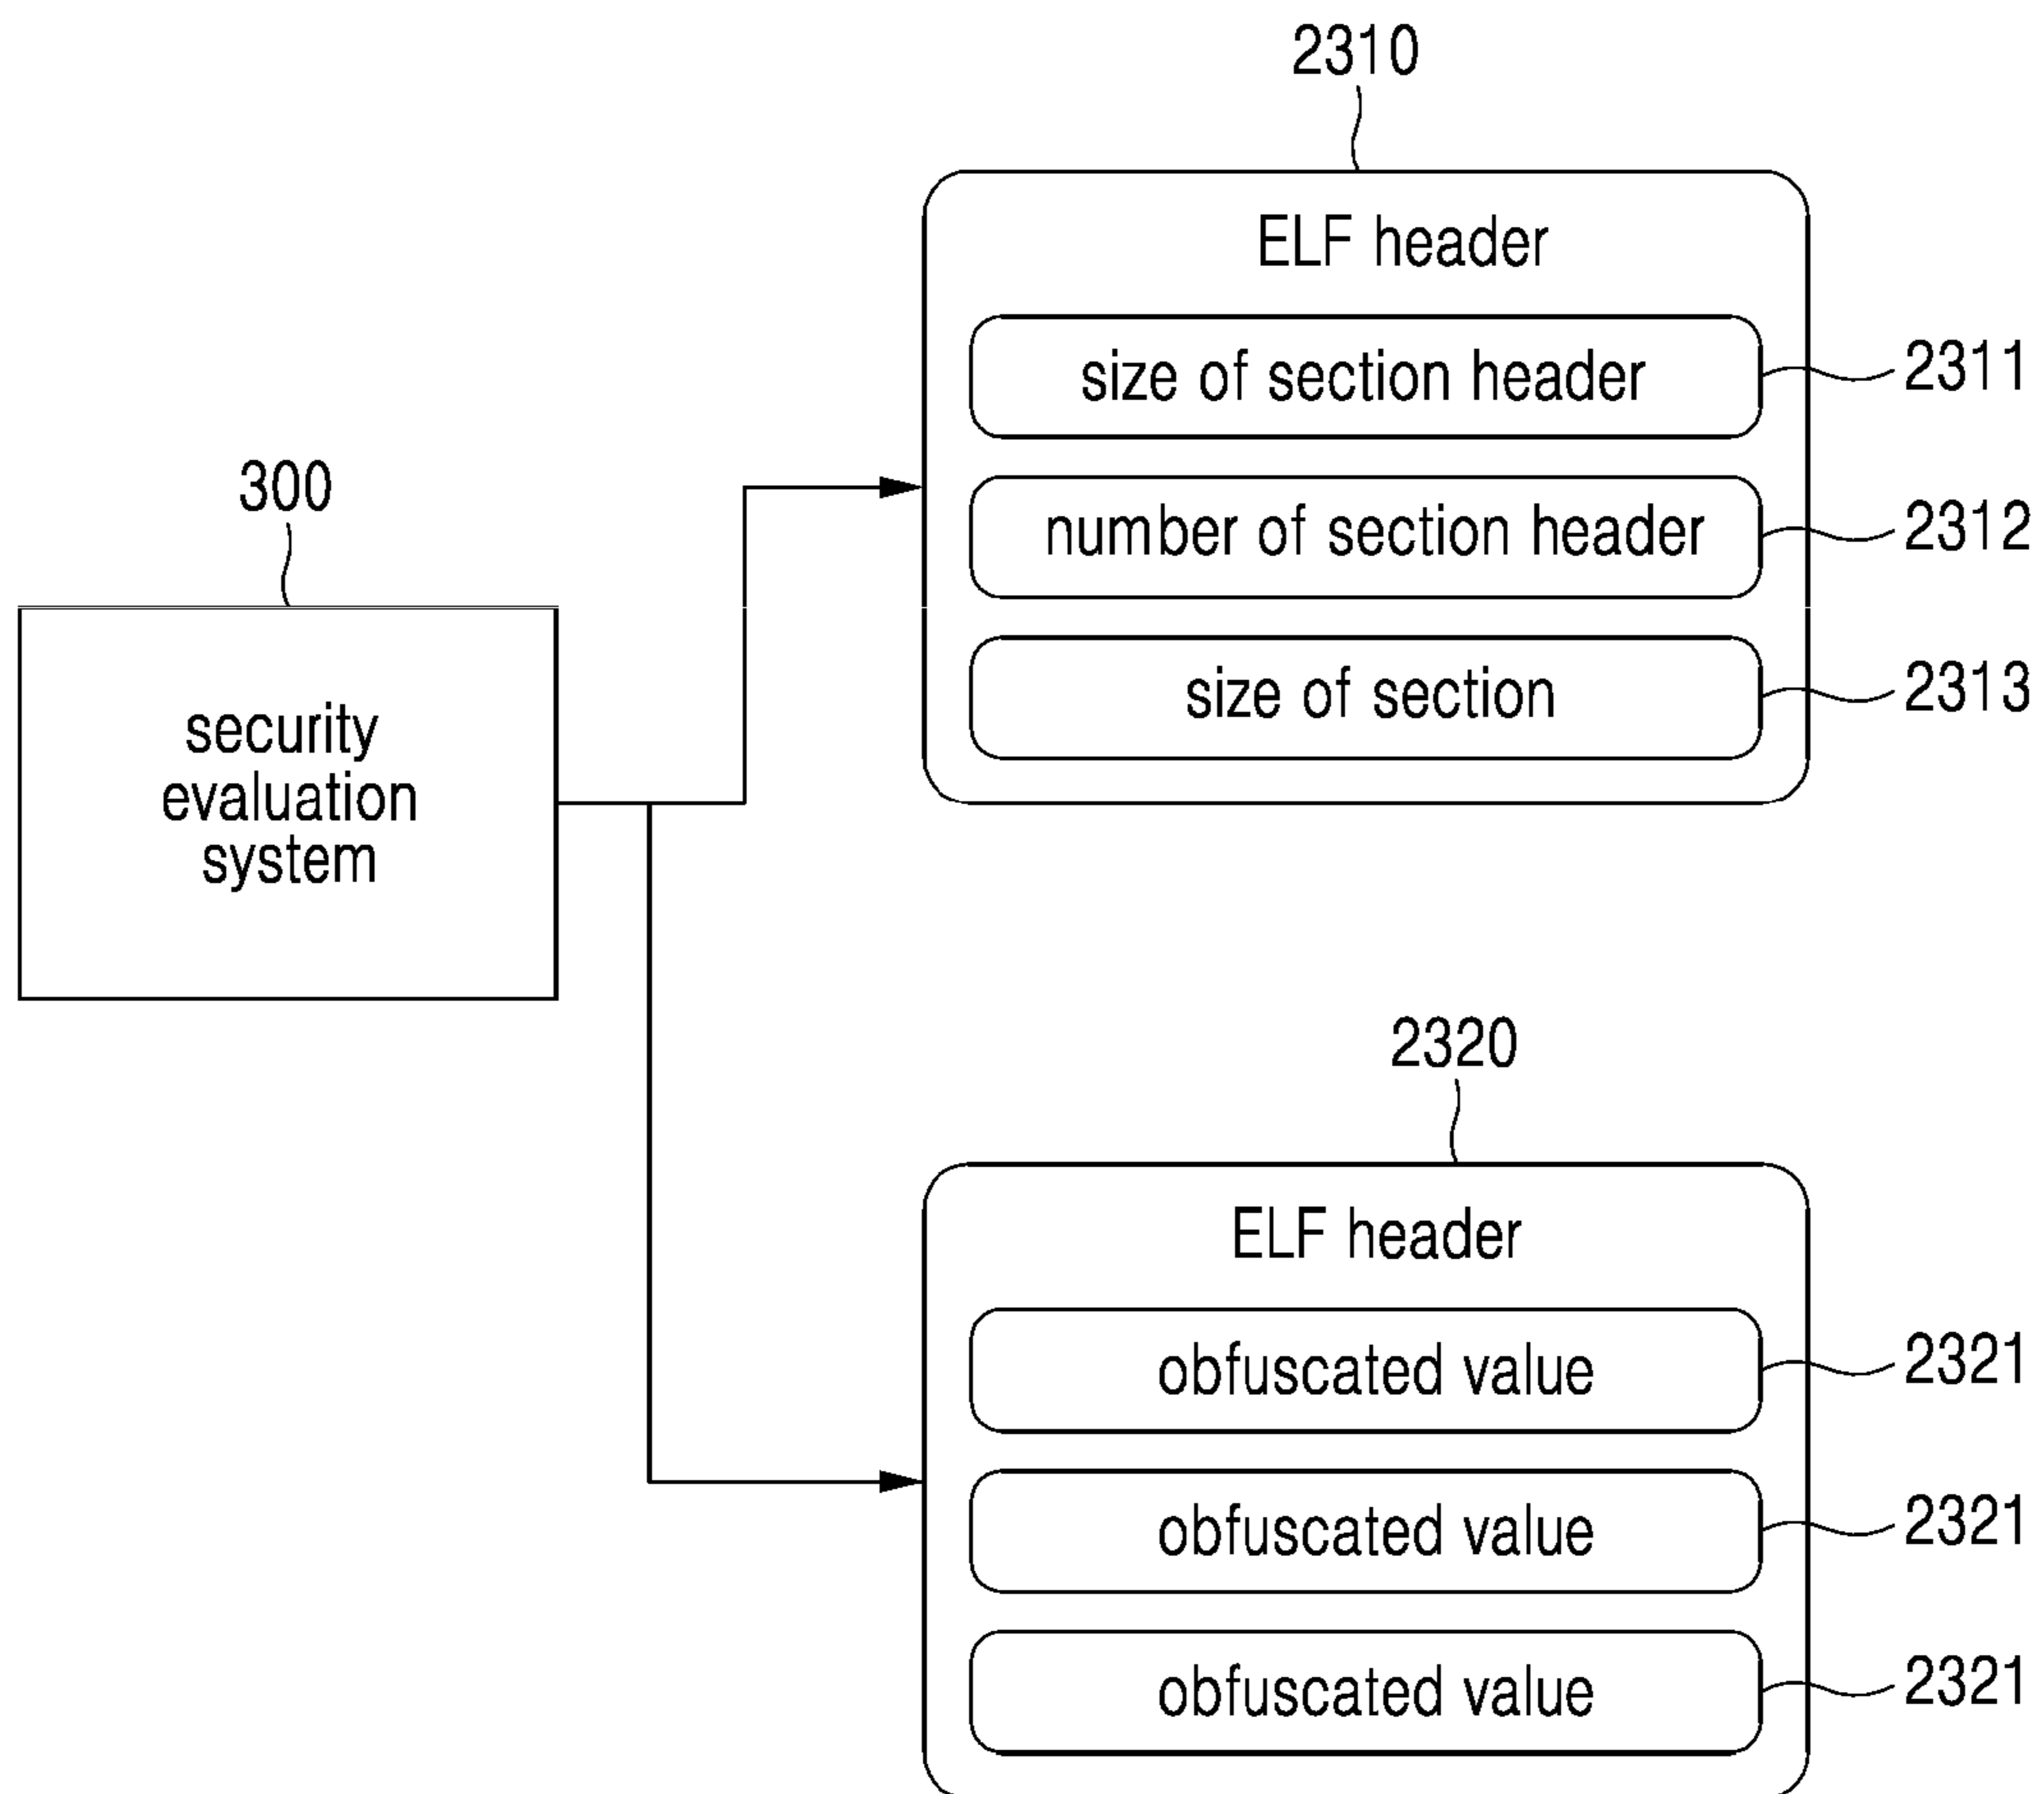 2310
ELF header
size of section header
2311
number of section header
2312
size of section
2313
300
security
evaluation
system
2320
ELF header
obfuscated value
2321
obfuscated value
2321
obfuscated value
2321